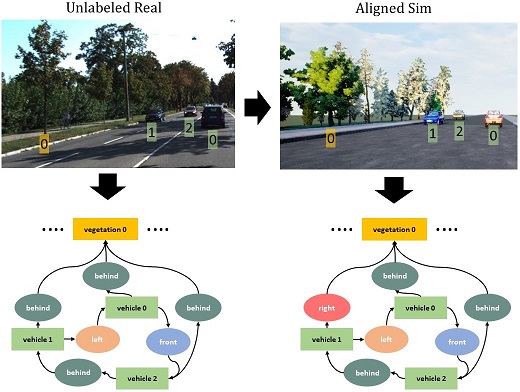 Unlabeled Real
Aligned Sim
0
1
2
0
0
1
2
0
vegetation 0
behind
behind
vehicle 0
behind
vehicle 1
left
front
behind
vehicle 2
vegetation 0
behind
right
vehicle 0
behind
vehicle 1
left
front
behind
vehicle 2